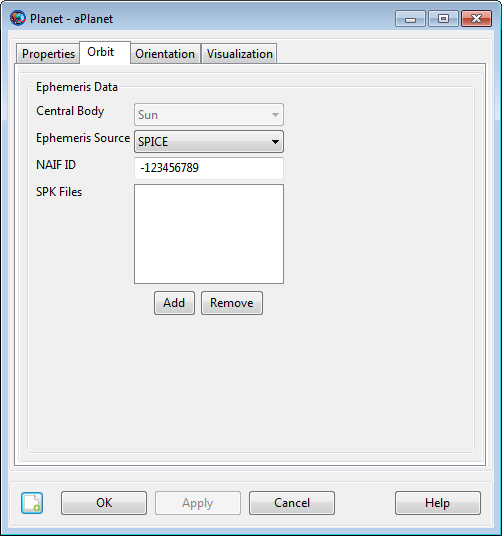 Planet - aPlanet
Properties Orbit Orientation Visualization
Ephemeris Data
Central Body Sun
Ephemeris Source SPICE
NAIF ID -123456789
SPK Files
Add Remove
OK Apply Cancel Help